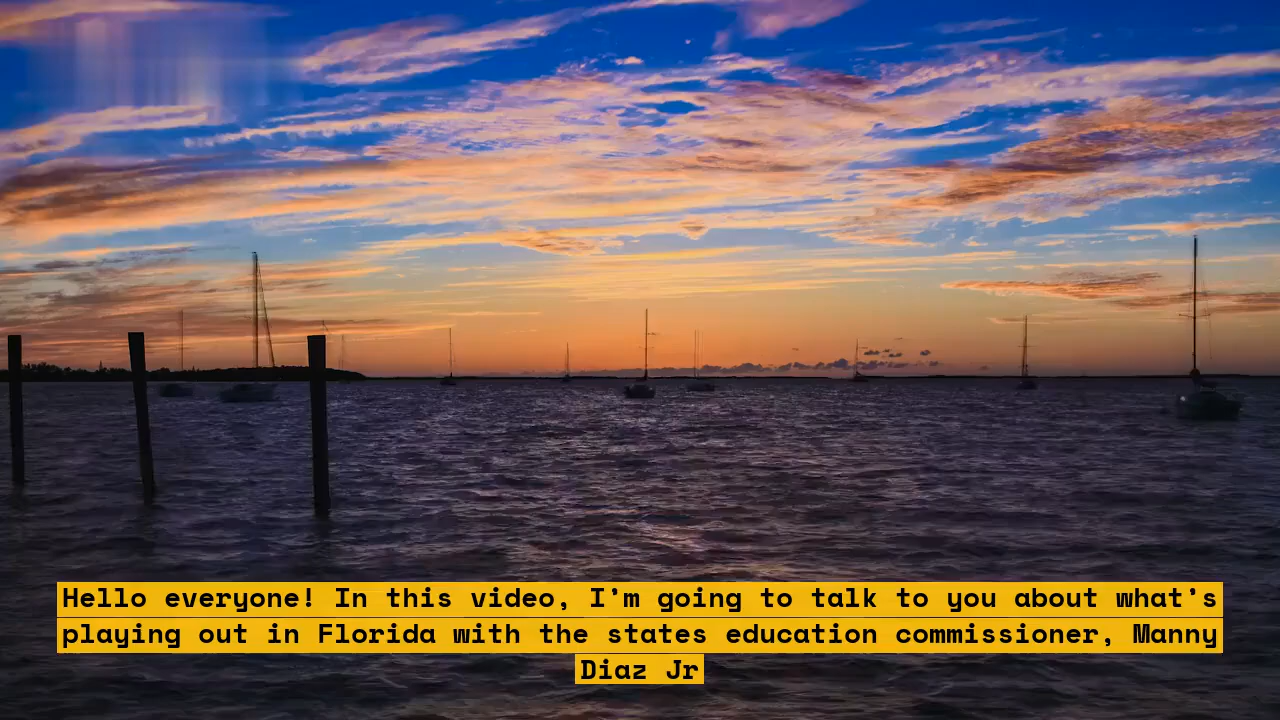 Hello everyone! In this video, I'm going to talk to you about what's
playing out in Florida with the states education commissioner, Manny
Diaz Jr